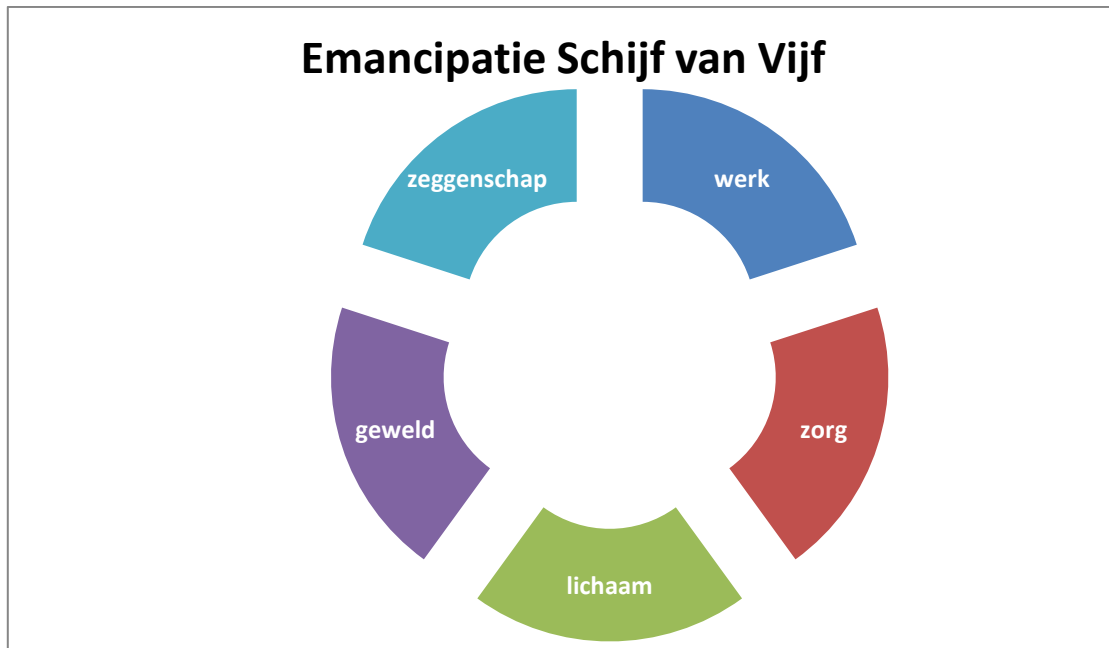 Emancipatie Schijf van Vijf
zeggenschap
werk
geweld
zorg
lichaam